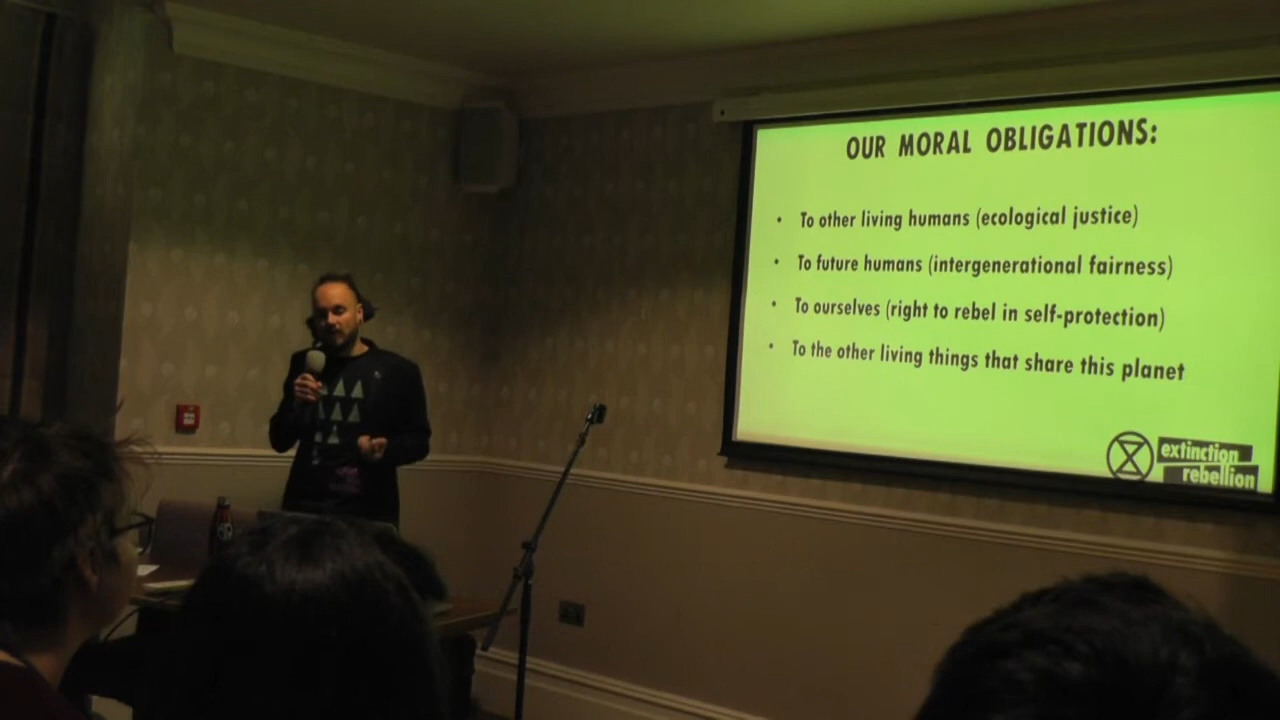 OUR MORAL OBLIGATIONS:
• To other living humans (ecological justice)
• To future humans (intergenerational fairness)
• To ourselves (right to rebel in self-protection)
• To the other living things that share this planet
extinction
rebellion